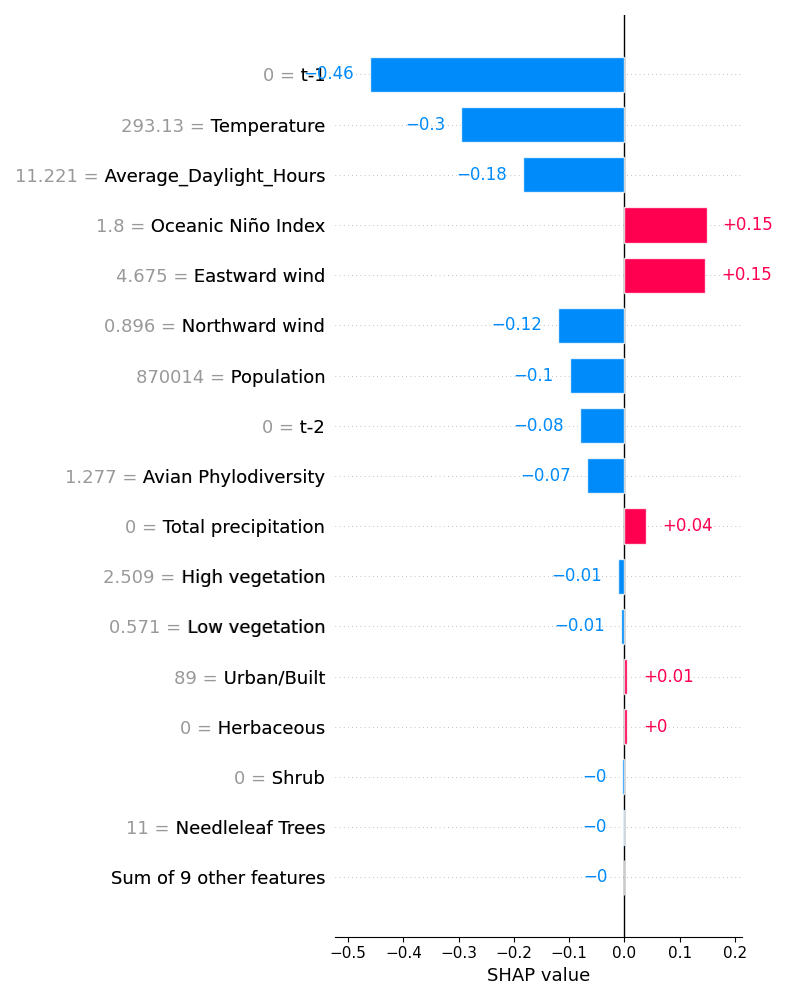 0 = t-1 −0.46
293.13 = Temperature −0.3
11.221 = Average_Daylight_Hours −0.18
1.8 = Oceanic Niño Index +0.15
4.675 = Eastward wind +0.15
0.896 = Northward wind −0.12
870014 = Population −0.1
0 = t-2 −0.08
1.277 = Avian Phylodiversity −0.07
0 = Total precipitation +0.04
2.509 = High vegetation −0.01
0.571 = Low vegetation −0.01
89 = Urban/Built +0.01
0 = Herbaceous +0
0 = Shrub −0
11 = Needleleaf Trees −0
Sum of 9 other features −0
−0.5 −0.4 −0.3 −0.2 −0.1 0.0 0.1 0.2
SHAP value